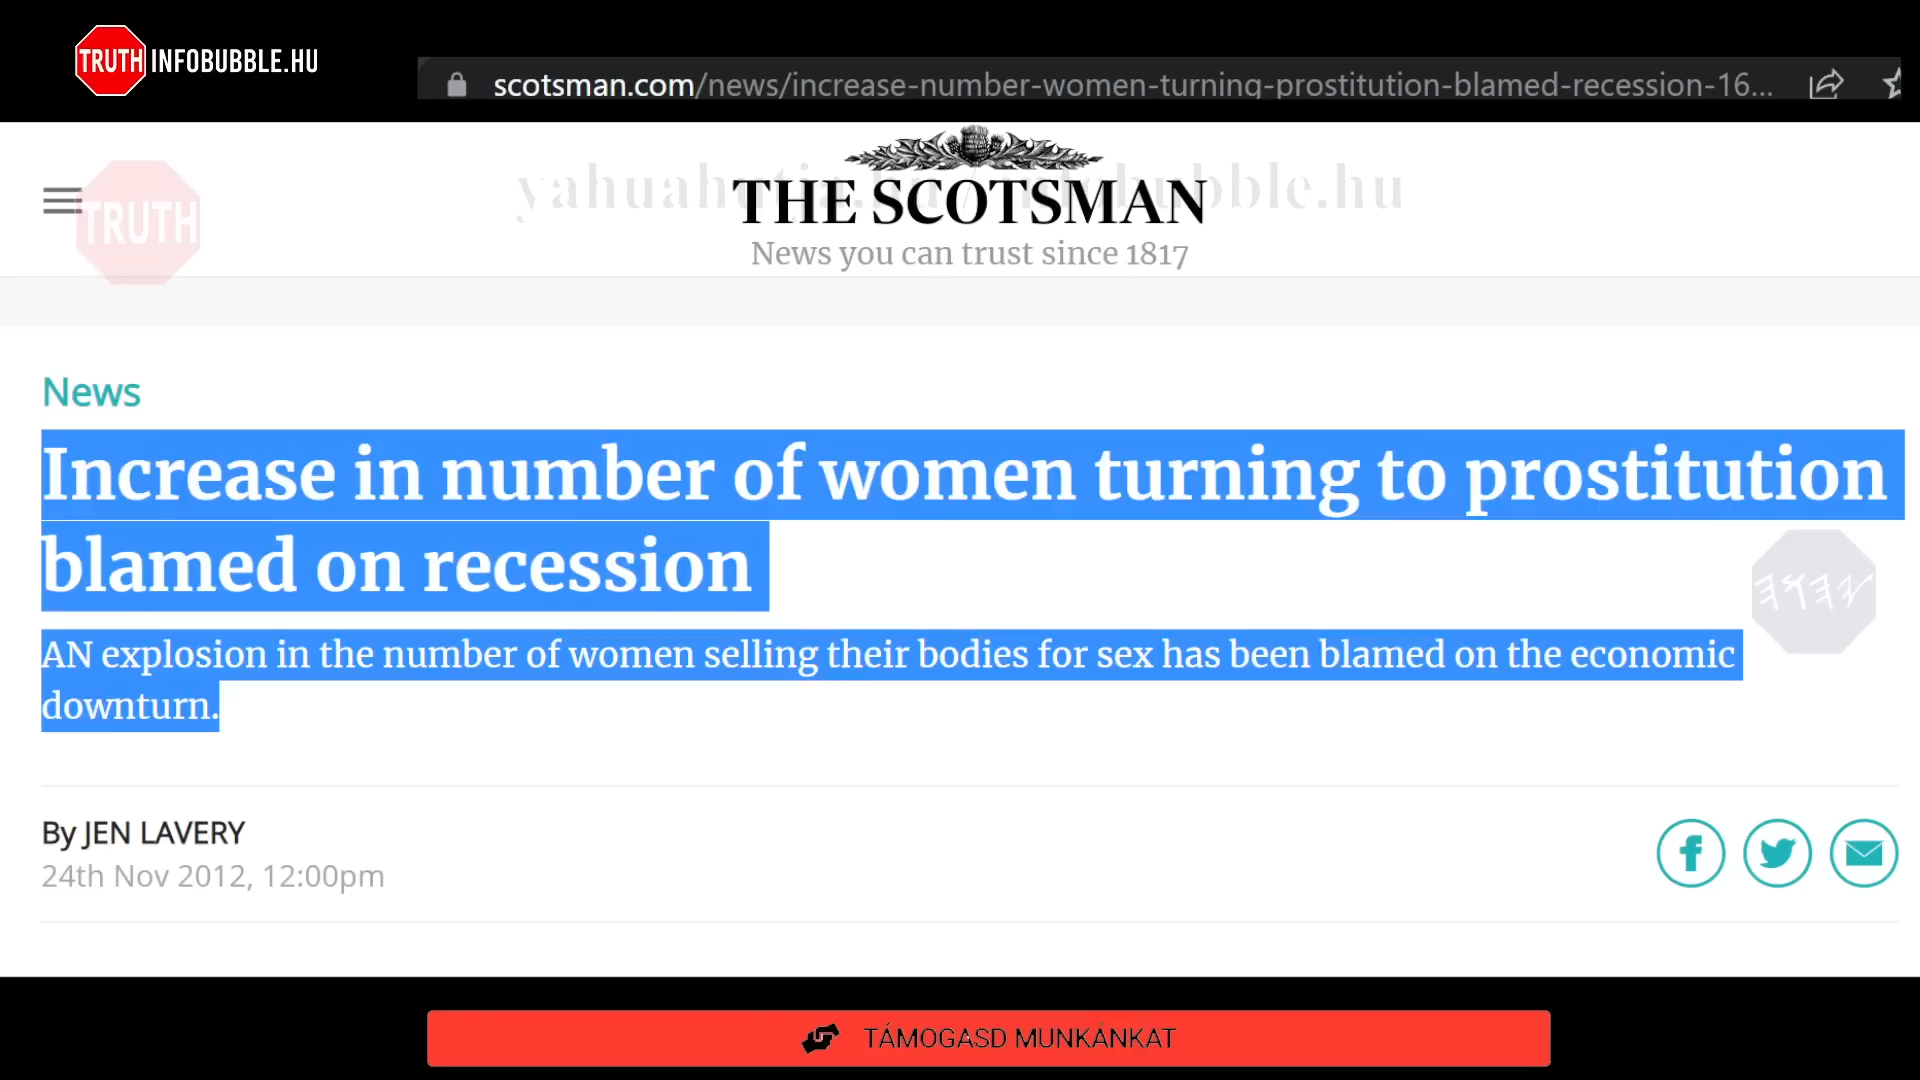 TRUTH INFOBUBBLE.HU
scotsman.com/news/increase-number-women-turning-prostitution-blamed-recession-16...
THE SCOTSMAN
News you can trust since 1817
TRUTH
News
Increase in number of women turning to prostitution
blamed on recession
AN explosion in the number of women selling their bodies for sex has been blamed on the economic
downturn.
𐤉𐤄𐤅𐤄
By JEN LAVERY
24th Nov 2012, 12:00pm
TÁMOGASD MUNKÁNKAT